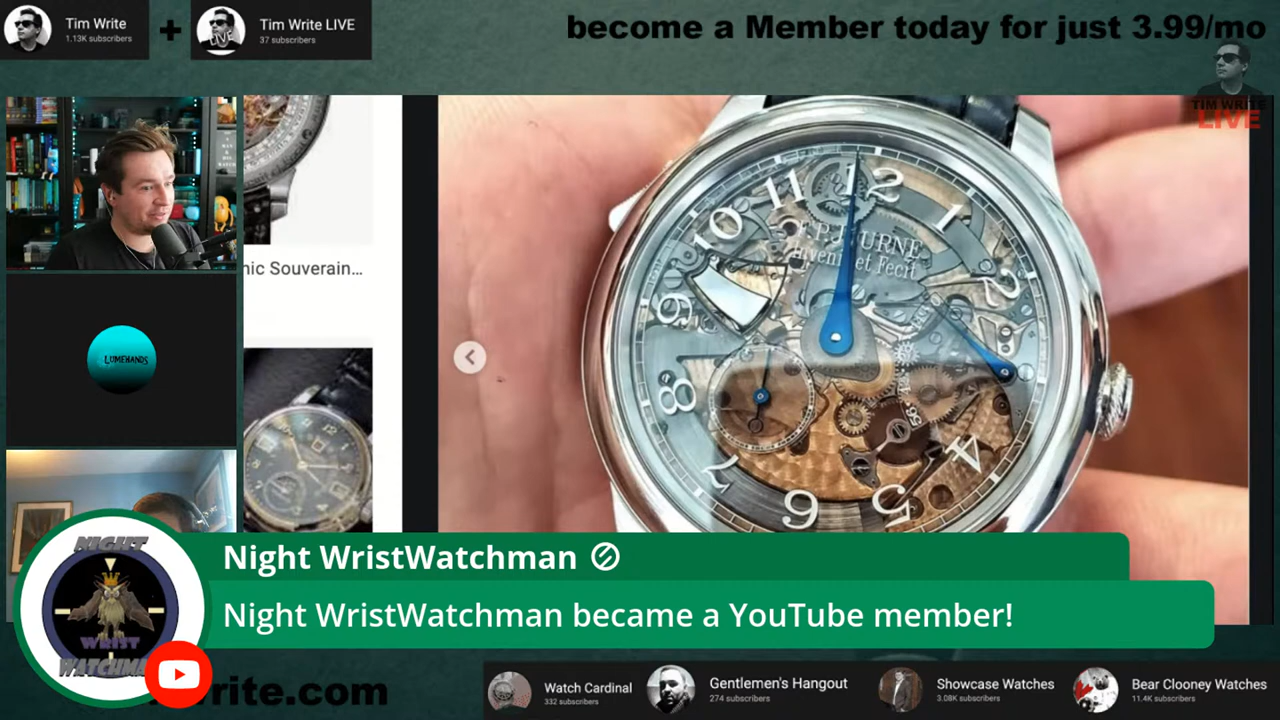 Tim Write
1.13K subscribers
+
Tim Write LIVE
37 subscribers
become a Member today for just 3.99/mo
TIM WRITE
LIVE
nic Souverain...
LUMEHANDS
11 12 1
10 2
9
8 4
7 6 5
F.P.JOURNE
Invenit et Fecit
Night WristWatchman
Night WristWatchman became a YouTube member!
NIGHT
WRIST
WATCHMA
rite.com
Watch Cardinal
332 subscribers
Gentlemen's Hangout
274 subscribers
Showcase Watches
3.08K subscribers
Bear Clooney Watches
11.4K subscribers